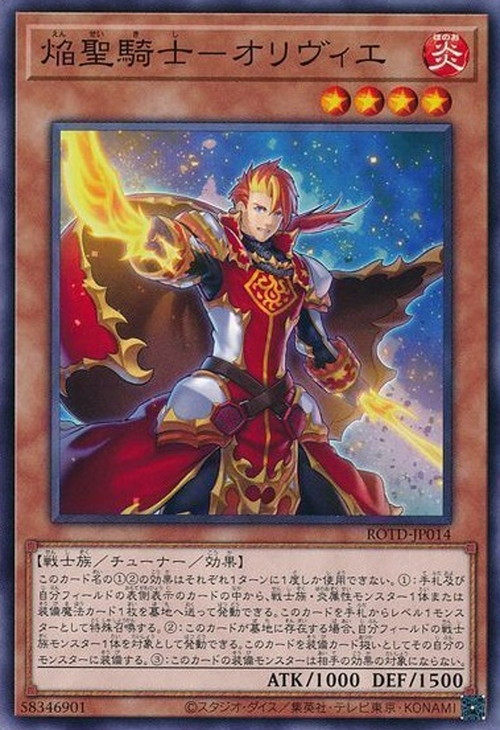 焔聖騎士－オリヴィエ
炎
ROTD-JP014
【戦士族／チューナー／効果】
このカード名の①②の効果はそれぞれ1ターンに1度しか使用できない。①：手札及び
自分フィールドの表側表示のカードの中から、戦士族・炎属性モンスター1体または
装備魔法カード1枚を墓地へ送って発動できる。このカードを手札からレベル1モンス
ターとして特殊召喚する。②：このカードが墓地に存在する場合、自分フィールドの戦士
族モンスター1体を対象として発動できる。このカードを装備カード扱いとしてその自分の
モンスターに装備する。③：このカードの装備モンスターは相手の効果の対象にならない。
ATK/1000 DEF/1500
58346901
©スタジオ・ダイス／集英社・テレビ東京・KONAMI